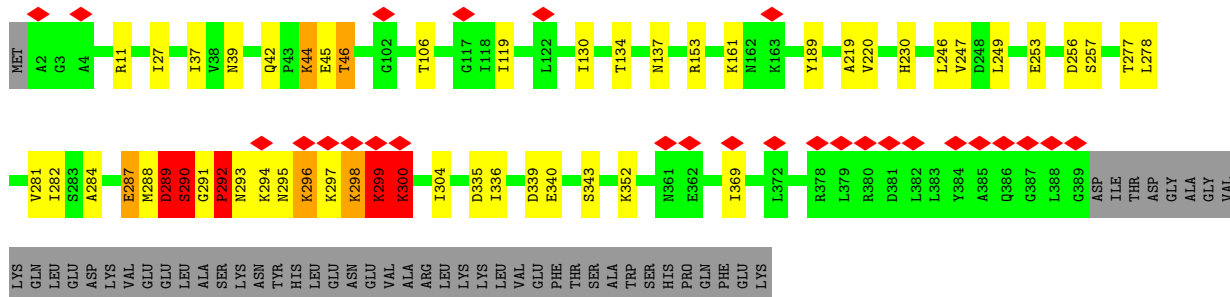 MET A2 G3 A4 R11 I27 I37 V38 N39 Q42 P43 K44 E45 T46 G102 T106 G117 I118 I119 L122 I130 T134 N137 R153 K161 N162 K163 Y189 A219 V220 H230 L246 V247 D248 L249 E253 D256 S257 T277 L278
V281 I282 S283 A284 E287 M288 D289 S290 G291 P292 N293 K294 N295 K296 K297 K298 K299 K300 I304 D335 I336 D339 E340 S343 K352 N361 E362 I369 L372 R378 L379 R380 D381 L382 L383 Y384 A385 Q386 G387 L388 G389 ASP ILE THR ASP GLY ALA GLY VAL
LYS GLN LEU GLU ASP LYS VAL GLU GLU LEU ALA SER LYS ASN TYR HIS LEU GLU ASN GLU VAL ALA ARG LEU LYS LYS LEU VAL GLU PHE THR SER ALA TRP SER HIS PRO GLN PHE GLU LYS